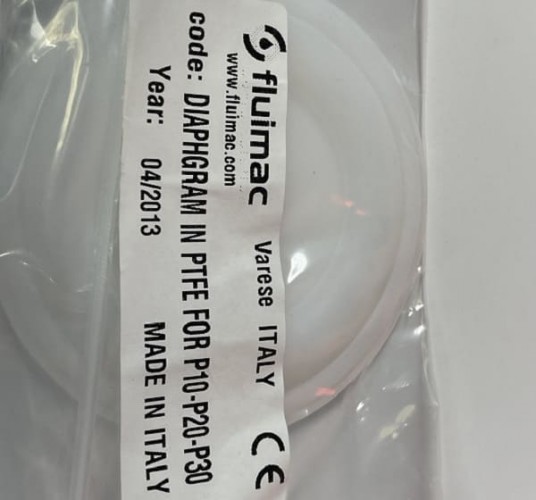 fluimac Varese ITALY CE
www.fluimac.com
code: DIAPHGRAM IN PTFE FOR P10-P20-P30
Year: 04/2013 MADE IN ITALY